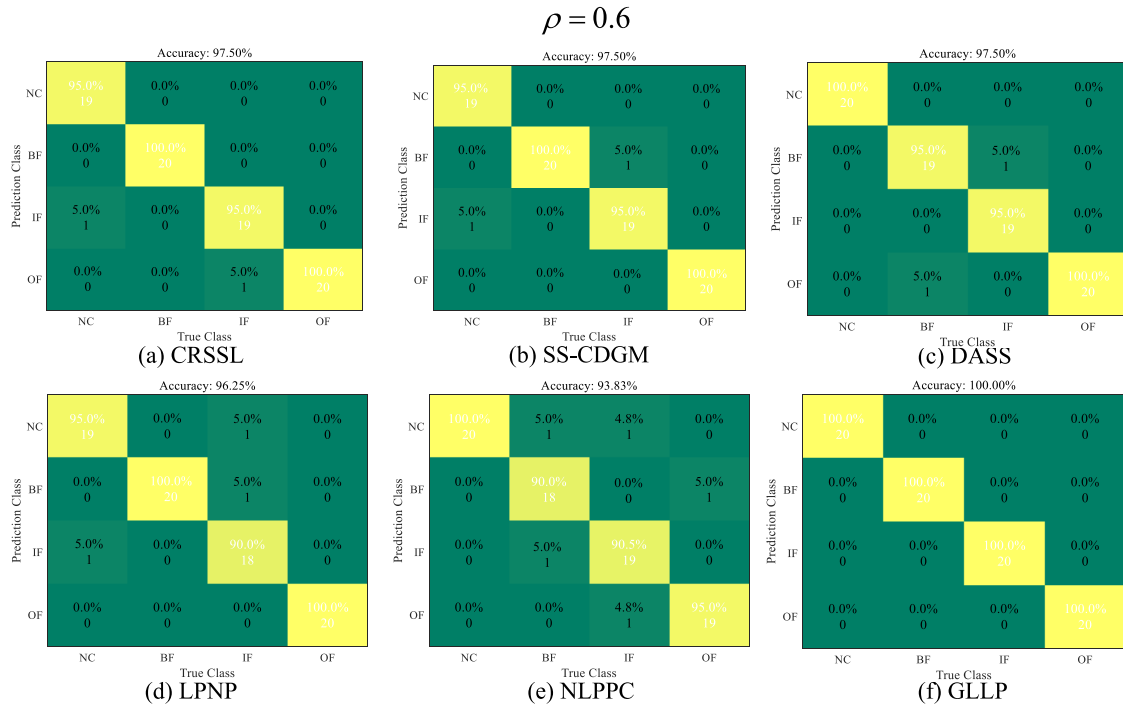 ρ = 0.6
Accuracy: 97.50%
Prediction Class
NC
95.0% 0.0% 0.0% 0.0%
19 0 0 0
BF
0.0% 100.0% 0.0% 0.0%
0 20 0 0
IF
5.0% 0.0% 95.0% 0.0%
1 0 19 0
OF
0.0% 0.0% 5.0% 100.0%
0 0 1 20
NC BF IF OF
True Class
(a) CRSSL
Accuracy: 97.50%
Prediction Class
NC
95.0% 0.0% 0.0% 0.0%
19 0 0 0
BF
0.0% 100.0% 5.0% 0.0%
0 20 1 0
IF
5.0% 0.0% 95.0% 0.0%
1 0 19 0
OF
0.0% 0.0% 0.0% 100.0%
0 0 0 20
NC BF IF OF
True Class
(b) SS-CDGM
Accuracy: 97.50%
Prediction Class
NC
100.0% 0.0% 0.0% 0.0%
20 0 0 0
BF
0.0% 95.0% 5.0% 0.0%
0 19 1 0
IF
0.0% 0.0% 95.0% 0.0%
0 0 19 0
OF
0.0% 5.0% 0.0% 100.0%
0 1 0 20
NC BF IF OF
True Class
(c) DASS
Accuracy: 96.25%
Prediction Class
NC
95.0% 0.0% 5.0% 0.0%
19 0 1 0
BF
0.0% 100.0% 5.0% 0.0%
0 20 1 0
IF
5.0% 0.0% 90.0% 0.0%
1 0 18 0
OF
0.0% 0.0% 0.0% 100.0%
0 0 0 20
NC BF IF OF
True Class
(d) LPNP
Accuracy: 93.83%
Prediction Class
NC
100.0% 5.0% 4.8% 0.0%
20 1 1 0
BF
0.0% 90.0% 0.0% 5.0%
0 18 0 1
IF
0.0% 5.0% 90.5% 0.0%
0 1 19 0
OF
0.0% 0.0% 4.8% 95.0%
0 0 1 19
NC BF IF OF
True Class
(e) NLPPC
Accuracy: 100.00%
Prediction Class
NC
100.0% 0.0% 0.0% 0.0%
20 0 0 0
BF
0.0% 100.0% 0.0% 0.0%
0 20 0 0
IF
0.0% 0.0% 100.0% 0.0%
0 0 20 0
OF
0.0% 0.0% 0.0% 100.0%
0 0 0 20
NC BF IF OF
True Class
(f) GLLP